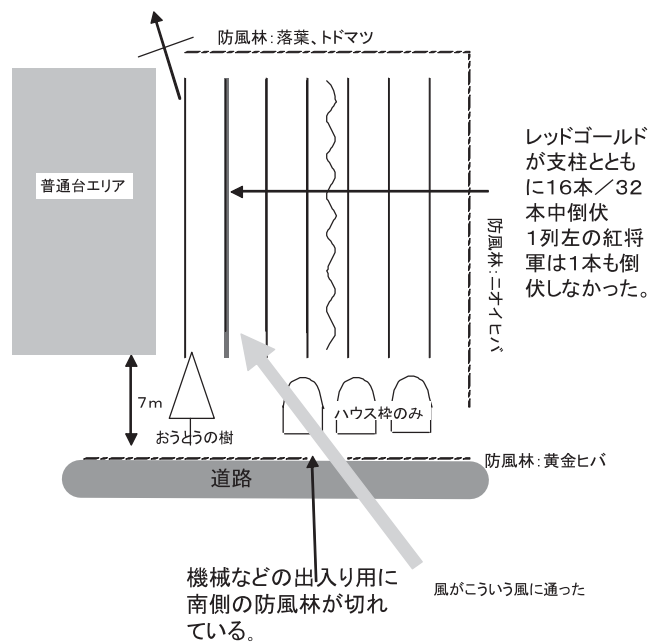 防風林:落葉、トドマツ
普通台エリア
レッドゴールド
が支柱ととも
に16本/32
本中倒伏
1列左の紅将
軍は1本も倒
伏しなかった。
防風林:ニオイヒバ
7m
おうとうの樹
ハウス枠のみ
防風林:黄金ヒバ
道路
機械などの出入り用に
南側の防風林が切れ
ている。
風がこういう風に通った